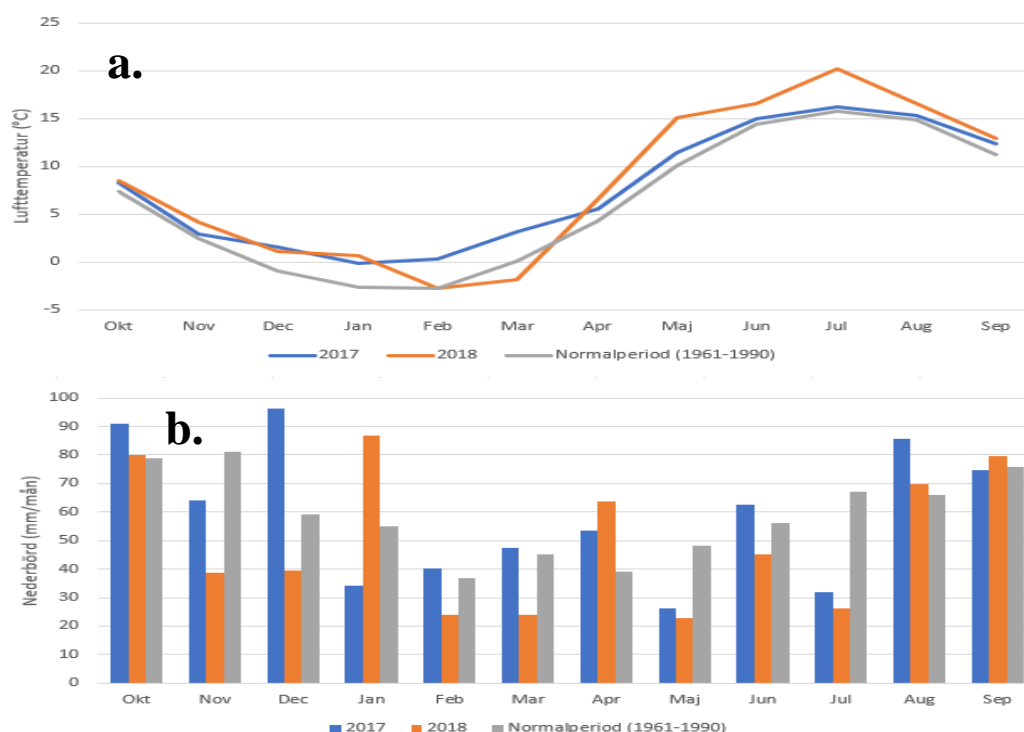 25
a.
20
15
10
5
0
-5
Lufttemperatur (°C)
Okt Nov Dec Jan Feb Mar Apr Maj Jun Jul Aug Sep
2017 2018 Normalperiod (1961-1990)
100
b.
90
80
70
60
50
40
30
20
10
0
Nederbörd (mm/mån)
Okt Nov Dec Jan Feb Mar Apr Maj Jun Jul Aug Sep
2017 2018 Normalperiod (1961-1990)